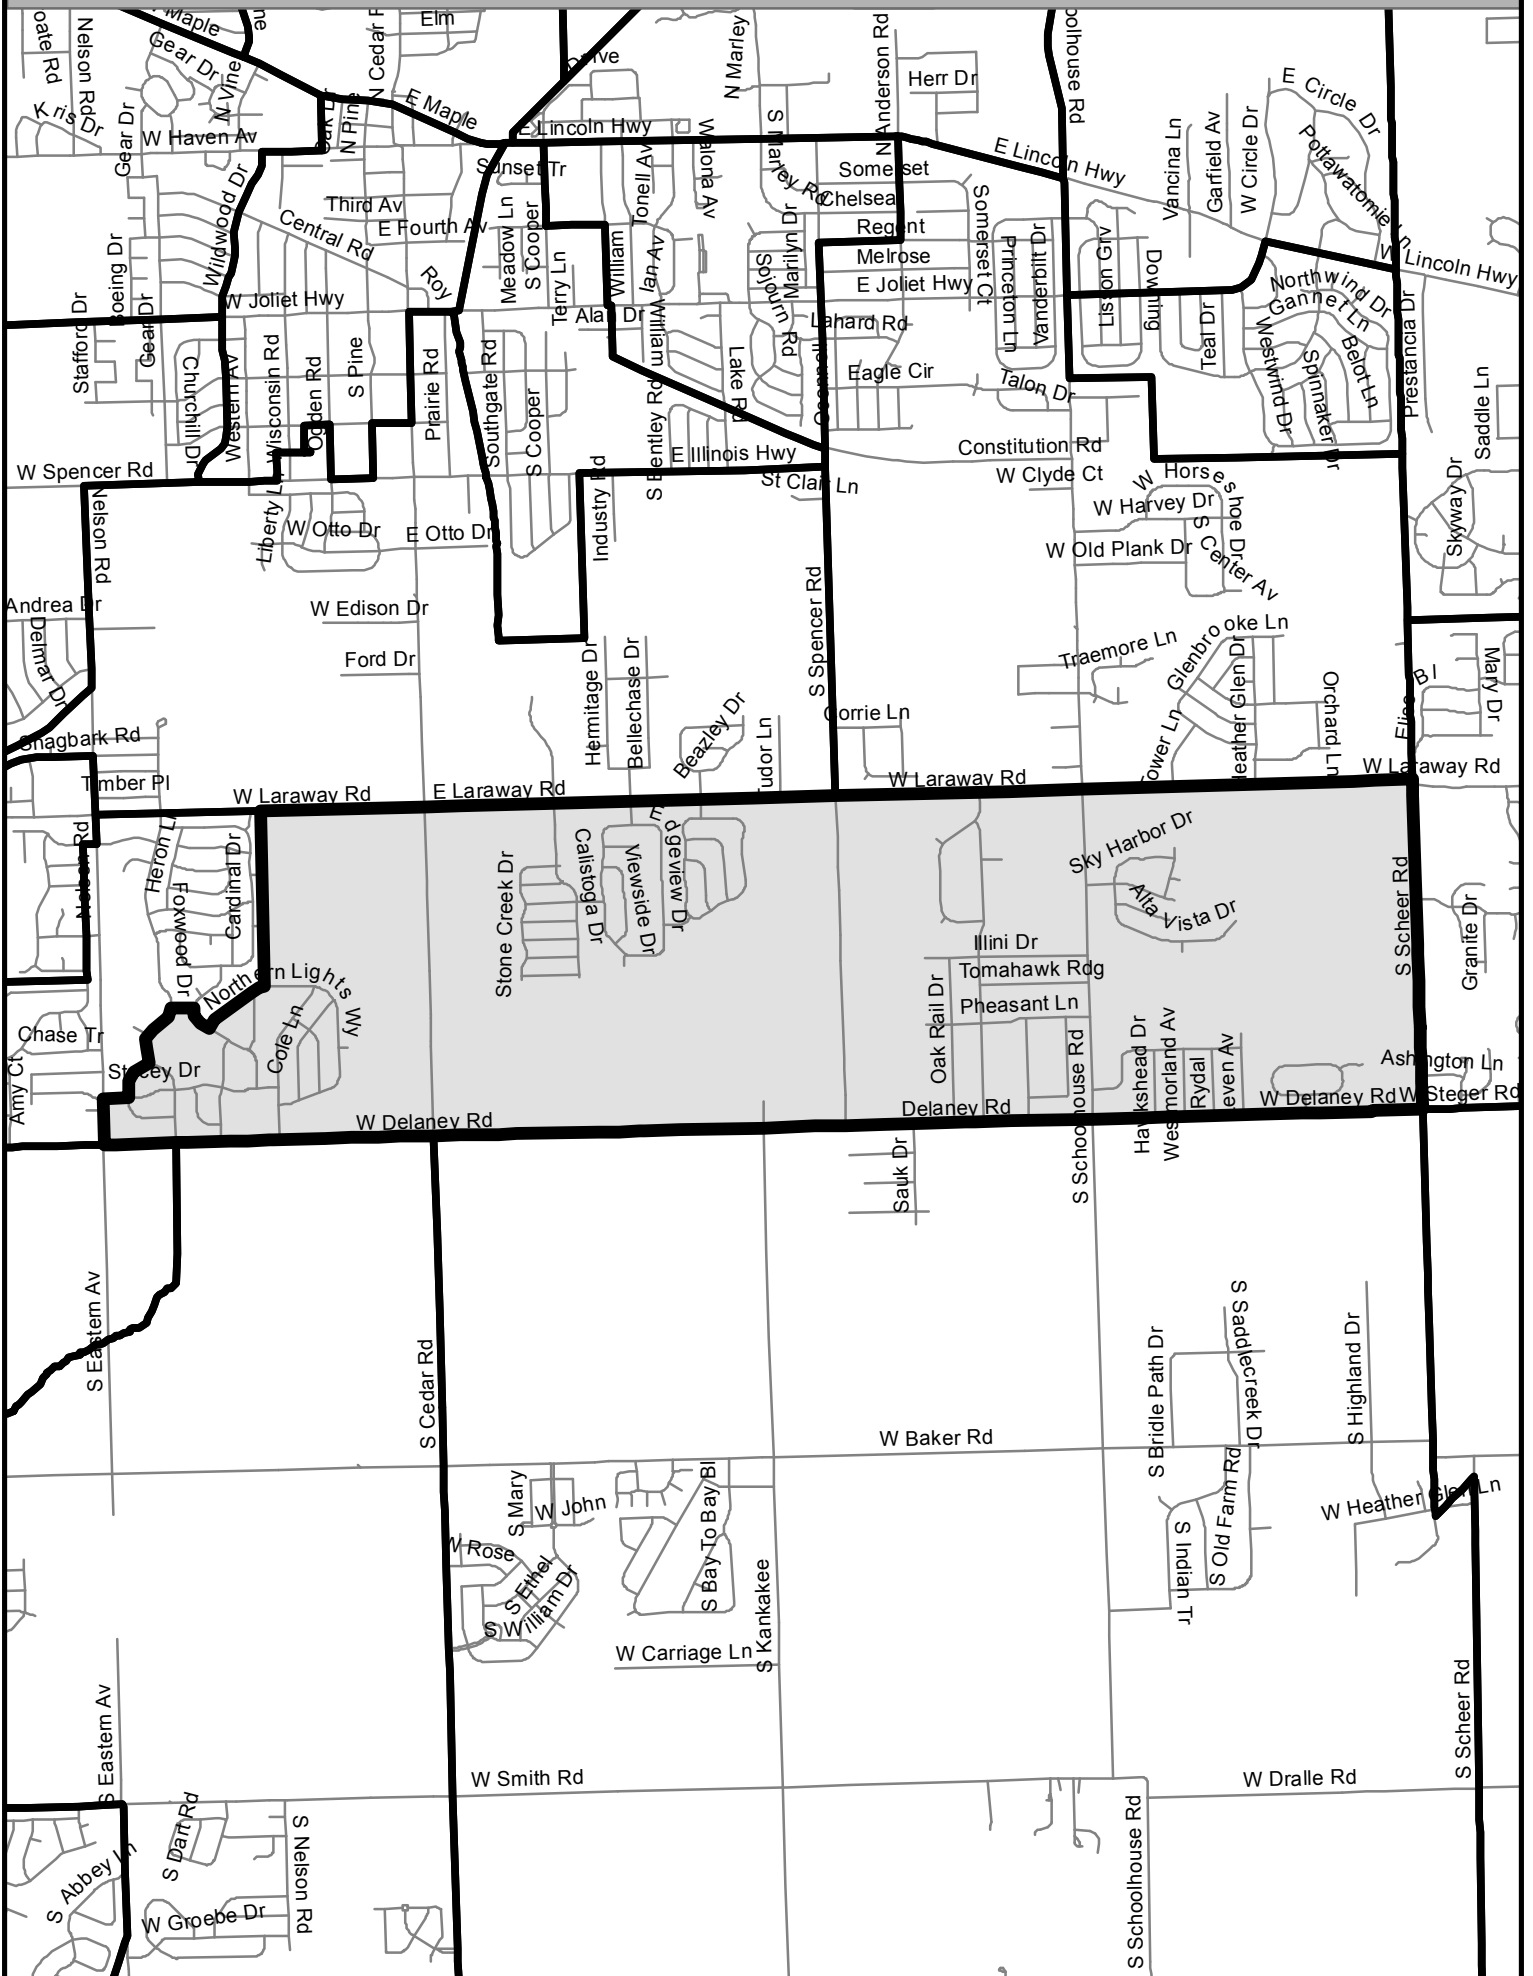 Maple
Elm
Nelson Rd
Gear Dr
N Vine
N Marley
N Anderson Rd
Herr Dr
E Circle Dr
Kris Dr
Gear Dr
W Haven Av
N Pine
E Maple
E Lincoln Hwy
Walona Av
S Marley Rd
E Lincoln Hwy
Vancina Ln
Garfield Av
W Circle Dr
Pottawatomie Ln
Sunset Tr
Somerset
Chelsea
Third Av
E Fourth Av
Central Rd
Wildwood Dr
Meadow Ln
S Cooper
Tonell Av
Regent
Melrose
E Joliet Hwy
Somerset Ct
Princeton Ln
Vanderbilt Dr
Lisson Grv
Downing
W Lincoln Hwy
Boeing Dr
Stafford Dr
Gear Dr
W Joliet Hwy
Roy
Terry Ln
William
Ian Av
Alan Dr
William
Sojourn Rd
Marilyn Dr
Lahard Rd
Northwind Dr
Gannet Ln
Teal Dr
Westwind Dr
Spinnaker Dr
Belot Ln
Prestancia Dr
Churchill Dr
Western Av
Wisconsin Rd
Ogden Rd
S Pine
Prairie Rd
Southgate Rd
S Cooper
Lake Rd
Eagle Cir
Talon Dr
Saddle Ln
W Spencer Rd
S Bentley Rd
E Illinois Hwy
Constitution Rd
St Clair Ln
W Clyde Ct
W Horseshoe Dr
W Harvey Dr
Nelson Rd
Liberty Ln
W Otto Dr
E Otto Dr
Industry Rd
W Old Plank Dr
S Center Av
Skyway Dr
Andrea Dr
Delmar Dr
W Edison Dr
Ford Dr
S Spencer Rd
Hermitage Dr
Bellechase Dr
Beazley Dr
Corrie Ln
Traemore Ln
Glenbrooke Ln
Heather Glen Dr
Orchard Ln
Mary Dr
Shagbark Rd
Timber Pl
W Laraway Rd
E Laraway Rd
W Laraway Rd
W Laraway Rd
Nelson Rd
Foxwood Dr
Cardinal Dr
Stone Creek Dr
Calistoga Dr
Viewside Dr
Edgeview Dr
Sky Harbor Dr
Alta Vista Dr
S Scheer Rd
Granite Dr
Illini Dr
Tomahawk Rdg
Pheasant Ln
Oak Rail Dr
Northern Lights Wy
Chase Tr
Cole Ln
Amy Ct
Stacey Dr
S Schoolhouse Rd
Hawkshead Dr
Westmorland Av
Rydal
Ashington Ln
W Delaney Rd
Delaney Rd
W Delaney Rd
W Steger Rd
Sauk Dr
S Eastern Av
S Cedar Rd
S Bridle Path Dr
S Saddlecreek Dr
S Highland Dr
W Baker Rd
S Mary
W John
W Rose
S Ethel
S William Dr
S Bay To Bay Bl
S Kankakee
W Carriage Ln
S Old Farm Rd
S Indian Tr
W Heather Glen Ln
S Eastern Av
W Smith Rd
W Dralle Rd
S Scheer Rd
S Dart Rd
S Nelson Rd
S Abbey Ln
W Groebe Dr
S Schoolhouse Rd